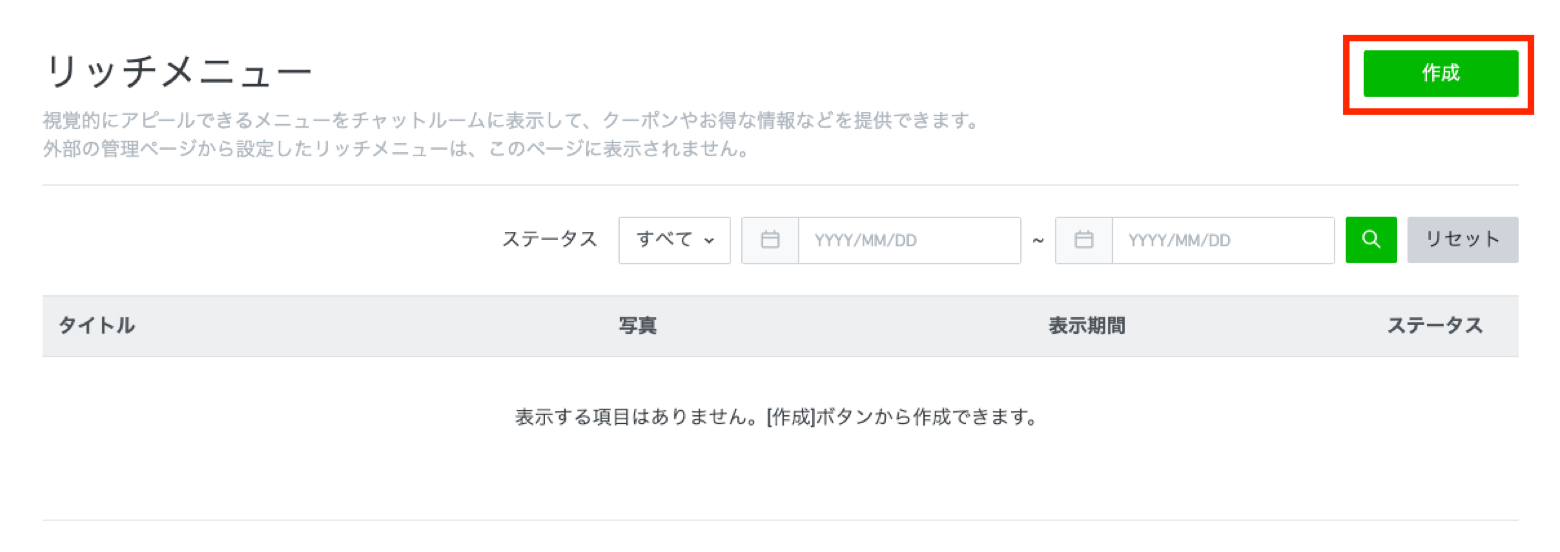 リッチメニュー
作成
視覚的にアピールできるメニューをチャットルームに表示して、クーポンやお得な情報などを提供できます。
外部の管理ページから設定したリッチメニューは、このページに表示されません。
ステータス すべて YYYY/MM/DD ~ YYYY/MM/DD リセット
タイトル 写真 表示期間 ステータス
表示する項目はありません。[作成]ボタンから作成できます。